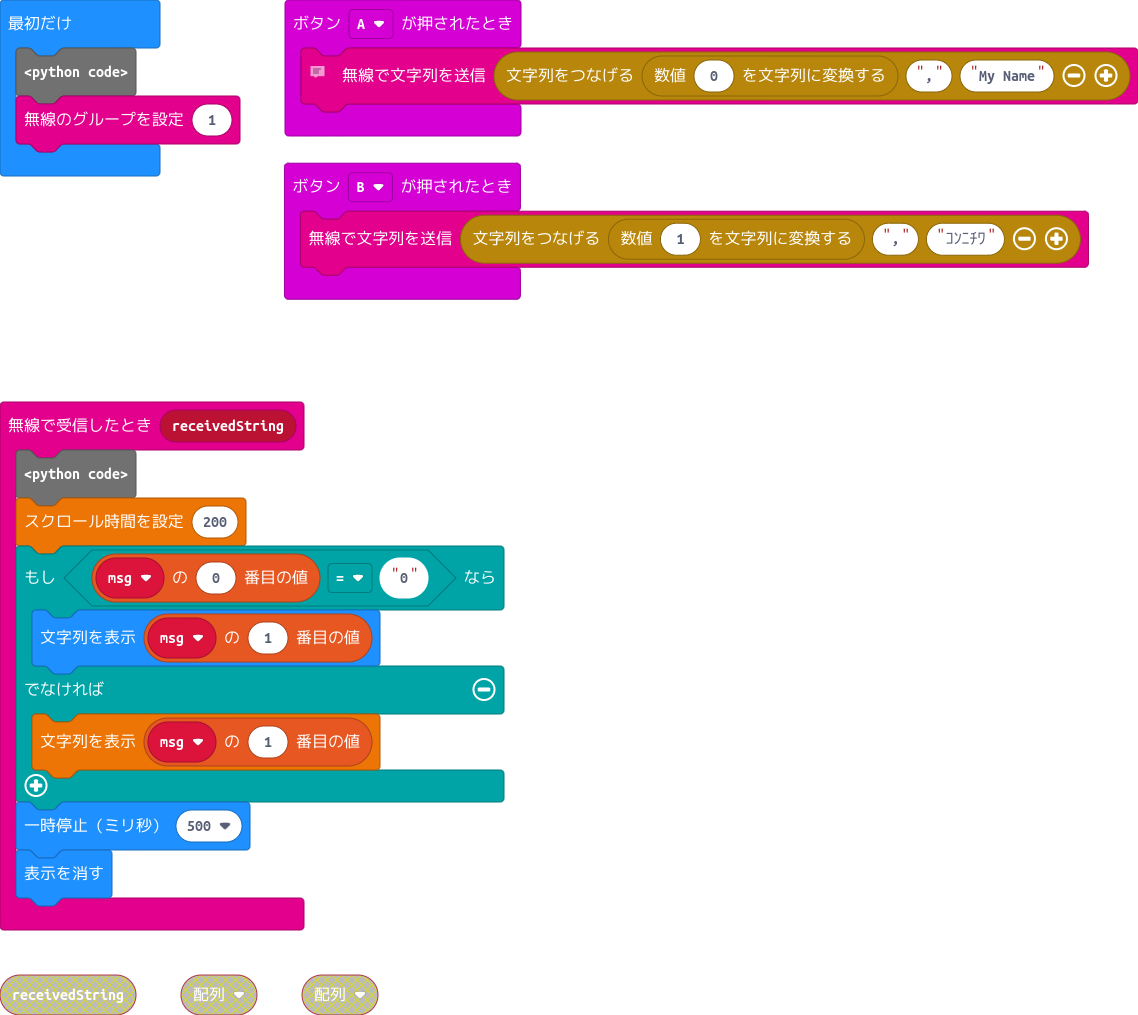 最初だけ
<python code>
無線のグループを設定 1
ボタン A が押されたとき
無線で文字列を送信 文字列をつなげる 数値 0 を文字列に変換する "," "My Name"
ボタン B が押されたとき
無線で文字列を送信 文字列をつなげる 数値 1 を文字列に変換する "," "ｺﾝﾆﾁﾜ"
無線で受信したとき receivedString
<python code>
スクロール時間を設定 200
もし msg の 0 番目の値 = "0" なら
文字列を表示 msg の 1 番目の値
でなければ
文字列を表示 msg の 1 番目の値
一時停止（ミリ秒） 500
表示を消す
receivedString 配列 配列